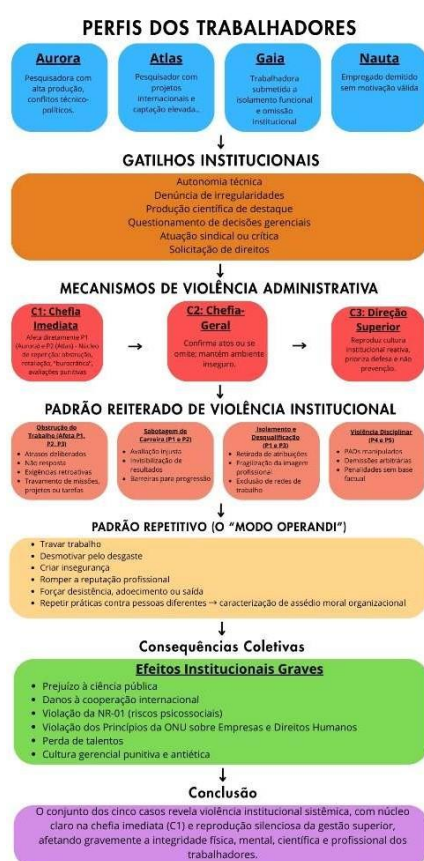 PERFIS DOS TRABALHADORES
Aurora
Pesquisadora com
alta produção,
conflitos técnico-
políticos.
Atlas
Pesquisador com
projetos
internacionais e
captação elevada..
Gaia
Trabalhadora
submetida a
isolamento funcional
e omissão
institucional
Nauta
Empregado demitido
sem motivação válida
GATILHOS INSTITUCIONAIS
Autonomia técnica
Denúncia de irregularidades
Produção científica de destaque
Questionamento de decisões gerenciais
Atuação sindical ou crítica
Solicitação de direitos
MECANISMOS DE VIOLÊNCIA ADMINISTRATIVA
C1: Chefia
Imediata
Afeta diretamente P1
(Aurora) e P2 (Atlas) - Núcleo
de repetição: obstrução,
retaliação, "burocrático",
avaliações punitivas
C2: Chefia-
Geral
Confirma atos ou se
omite; mantém ambiente
inseguro.
C3: Direção
Superior
Reproduz cultura
institucional reativa,
prioriza defesa e não
prevenção.
PADRÃO REITERADO DE VIOLÊNCIA INSTITUCIONAL
Obstrução do
Trabalho (Afeta P1,
P2, P3)
• Atrasos deliberados
• Não resposta
• Exigências retroativas
• Travamento de missões,
projetos ou tarefas
Sabotagem de
Carreira (P1 e P2)
• Avaliação injusta
• Invisibilização de
resultados
• Barreiras para progressão
Isolamento e
Desqualificação
(P1 e P3)
• Retirada de atribuições
• Fragilização da imagem
profissional
• Exclusão de redes de
trabalho
Violência Disciplinar
(P4 e P5)
• PADs manipulados
• Demissões arbitrárias
• Penalidades sem base
factual
PADRÃO REPETITIVO (O “MODO OPERANDI”)
• Travar trabalho
• Desmotivar pelo desgaste
• Criar insegurança
• Romper a reputação profissional
• Forçar desistência, adoecimento ou saída
• Repetir práticas contra pessoas diferentes → caracterização de assédio moral organizacional
Consequências Coletivas
Efeitos Institucionais Graves
• Prejuízo à ciência pública
• Danos à cooperação internacional
• Violação da NR-01 (riscos psicossociais)
• Violação dos Princípios da ONU sobre Empresas e Direitos Humanos
• Perda de talentos
• Cultura gerencial punitiva e antiética
Conclusão
O conjunto dos cinco casos revela violência institucional sistêmica, com núcleo
claro na chefia imediata (C1) e reprodução silenciosa da gestão superior,
afetando gravemente a integridade física, mental, científica e profissional dos
trabalhadores.